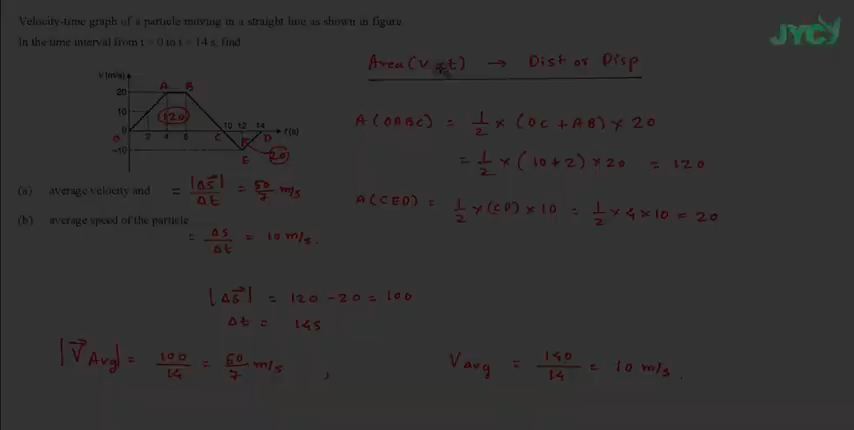 Velocity-time graph of a particle moving in a straight line as shown in figure.
In the time interval from t = 0 to t = 14 s, find
JYCY
Area (V × t) → Dist or Disp
V (m/s)
A B
20
10
0
-10
120
2 4 6
10 12 14
t (s)
O C D
E
20
A (OABC) = 1/2 × (OC + AB) × 20
= 1/2 × (10 + 2) × 20 = 120
A (CED) = 1/2 × (CD) × 10 = 1/2 × 4 × 10 = 20
(a) average velocity and = |Δs⃗|/Δt = 50/7 m/s
(b) average speed of the particle
= Δs/Δt = 10 m/s.
|Δs⃗| = 120 - 20 = 100
Δt = 14s
|V⃗ Avg| = 100/14 = 50/7 m/s ,
Vavg = 140/14 = 10 m/s.